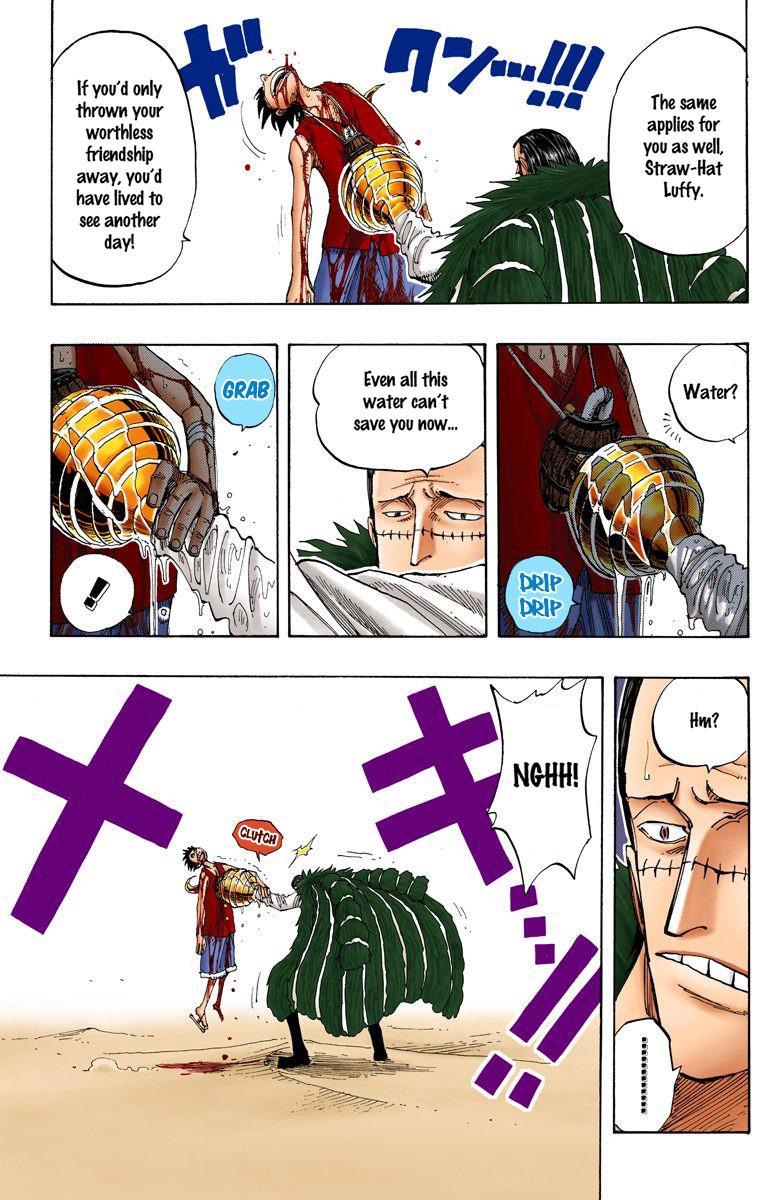 The same
applies for
you as well,
Straw-Hat
Luffy.
ガクン…!!!
If you'd only
thrown your
worthless
friendship
away, you'd
have lived to
see another
day!
Water?
DRIP
DRIP
Even all this
water can't
save you now...
GRAB
!
Hm?
............
NGHH!
CLUTCH
メキ…!!